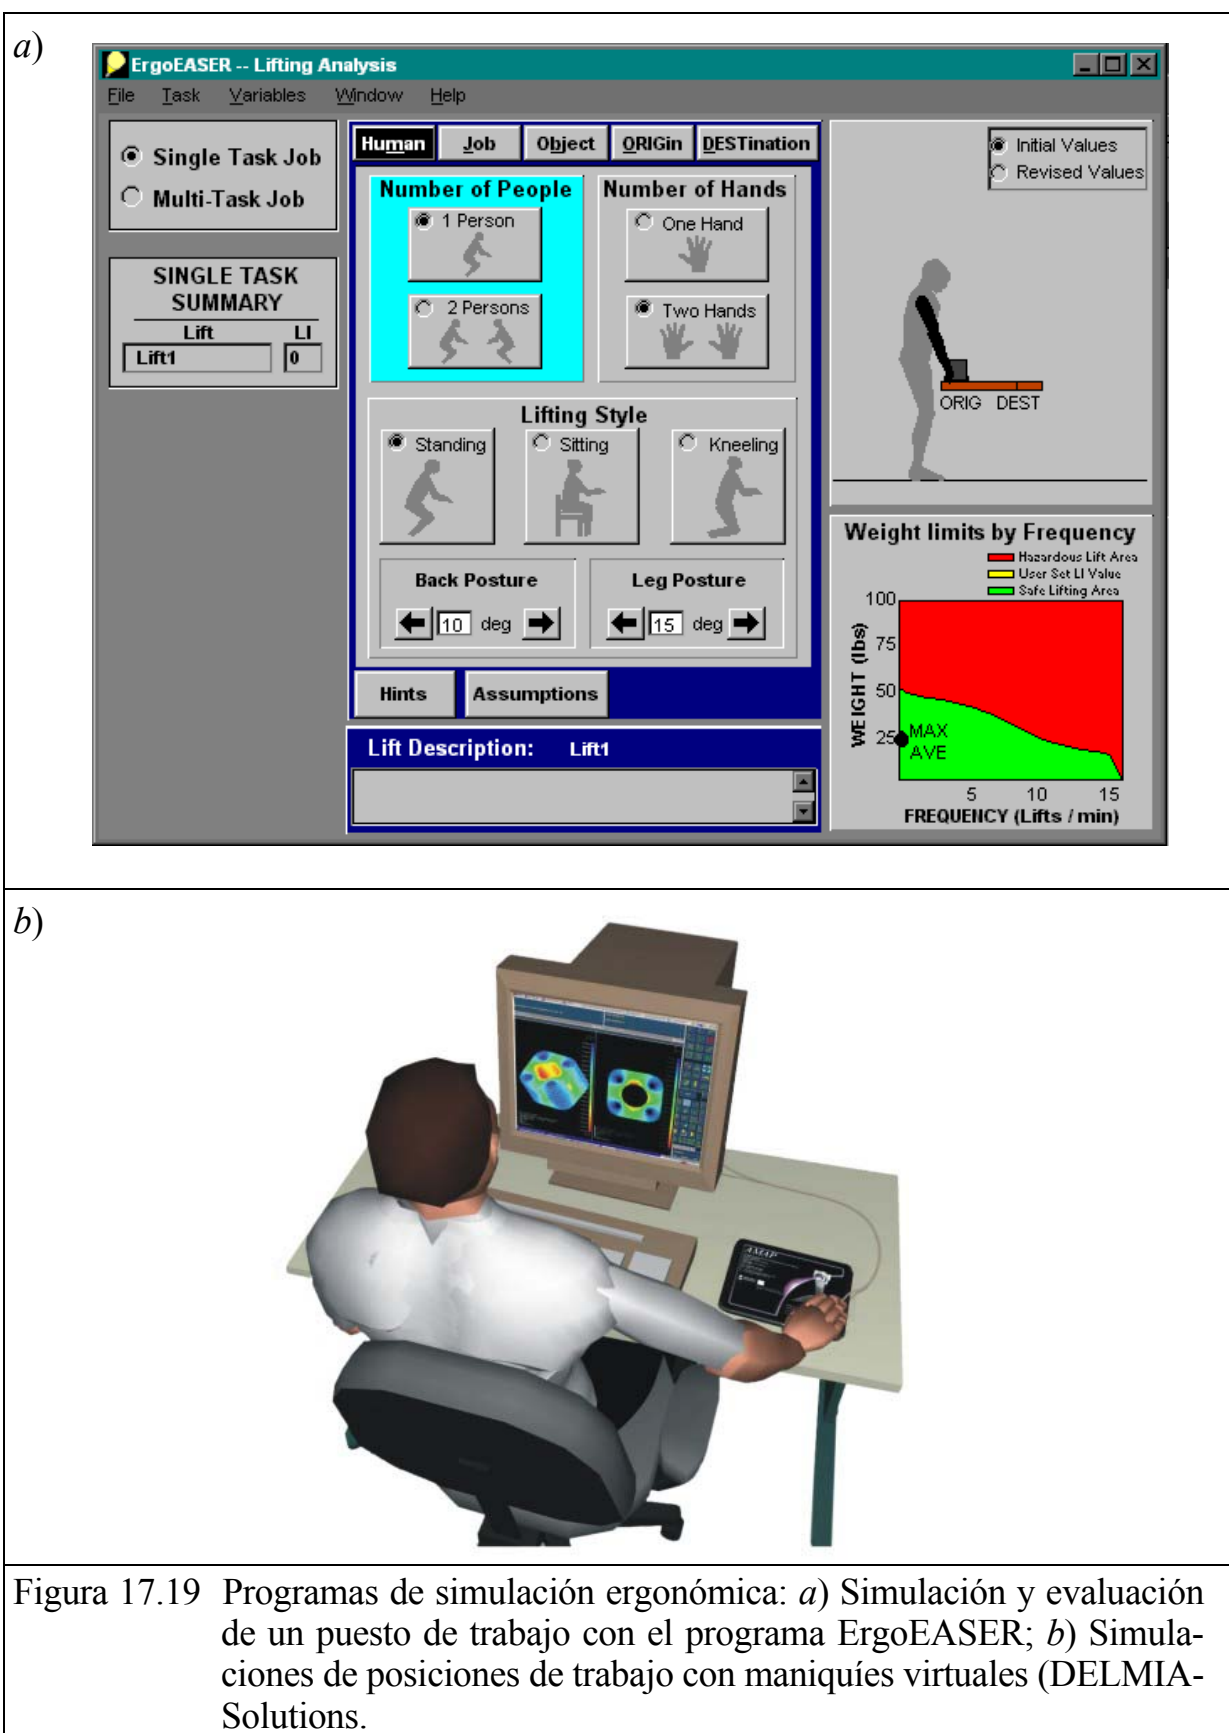 a)
ErgoEASER -- Lifting Analysis
File Task Variables Window Help
Single Task Job
Multi-Task Job
SINGLE TASK
SUMMARY
Lift LI
Lift1 0
Human Job Object ORIGin DESTination
Number of People
1 Person
2 Persons
Number of Hands
One Hand
Two Hands
Lifting Style
Standing Sitting Kneeling
Back Posture
10 deg
Leg Posture
15 deg
Hints Assumptions
Lift Description: Lift1
Initial Values
Revised Values
ORIG DEST
Weight limits by Frequency
Hazardous Lift Area
User Set LI Value
Safe Lifting Area
WEIGHT (lbs)
100
75
50
25
MAX
AVE
5 10 15
FREQUENCY (Lifts / min)
b)
AMAP
Figura 17.19 Programas de simulación ergonómica: a) Simulación y evaluación
de un puesto de trabajo con el programa ErgoEASER; b) Simula-
ciones de posiciones de trabajo con maniquíes virtuales (DELMIA-
Solutions.